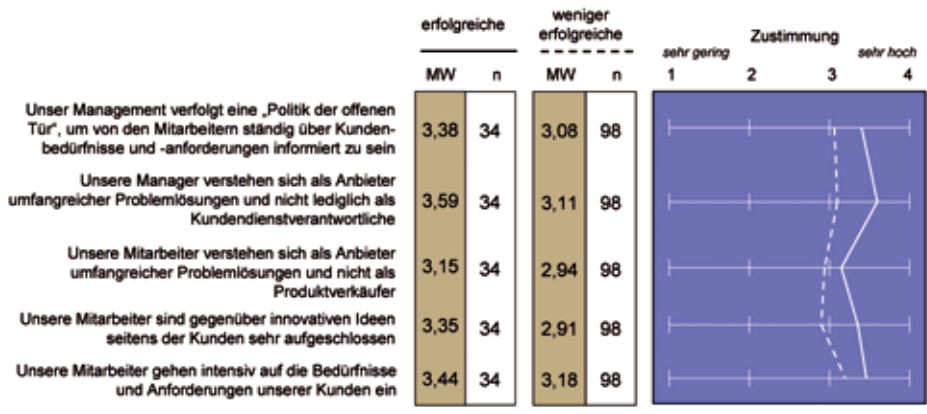 erfolgreiche
weniger
erfolgreiche
Zustimmung
sehr gering sehr hoch
MW n MW n 1 2 3 4
Unser Management verfolgt eine „Politik der offenen
Tür“, um von den Mitarbeitern ständig über Kunden-
bedürfnisse und -anforderungen informiert zu sein
3,38 34 3,08 98
Unsere Manager verstehen sich als Anbieter
umfangreicher Problemlösungen und nicht lediglich als
Kundendienstverantwortliche
3,59 34 3,11 98
Unsere Mitarbeiter verstehen sich als Anbieter
umfangreicher Problemlösungen und nicht als
Produktverkäufer
3,15 34 2,94 98
Unsere Mitarbeiter sind gegenüber innovativen Ideen
seitens der Kunden sehr aufgeschlossen
3,35 34 2,91 98
Unsere Mitarbeiter gehen intensiv auf die Bedürfnisse
und Anforderungen unserer Kunden ein
3,44 34 3,18 98